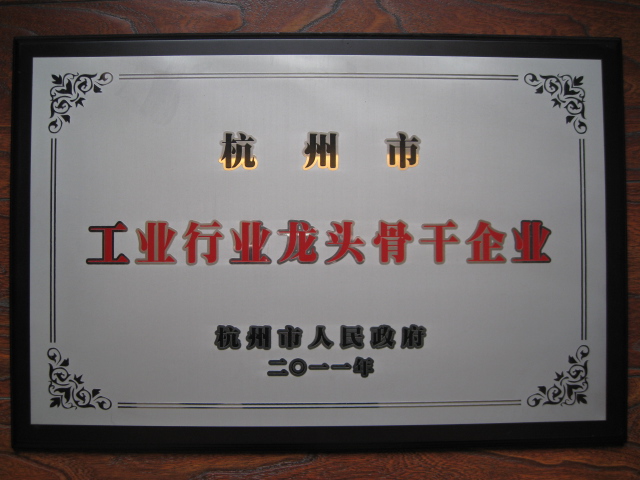 杭州市
工业行业龙头骨干企业
杭州市人民政府
二〇一一年